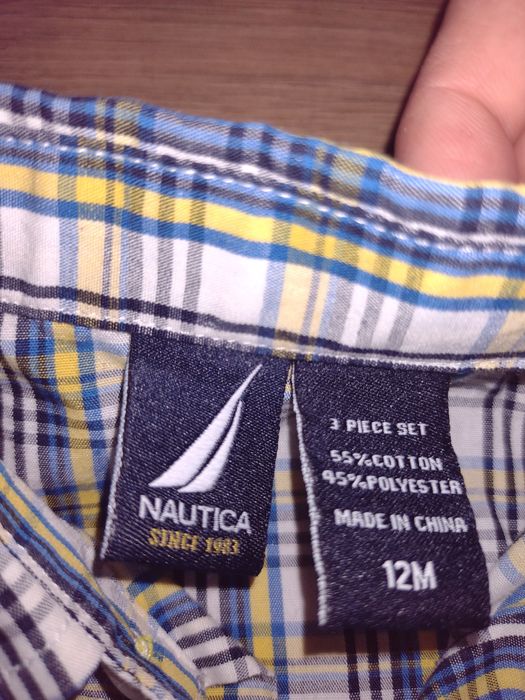 NAUTICA
SINCE 1983
3 PIECE SET
55%COTTON
45%POLYESTER
MADE IN CHINA
12M